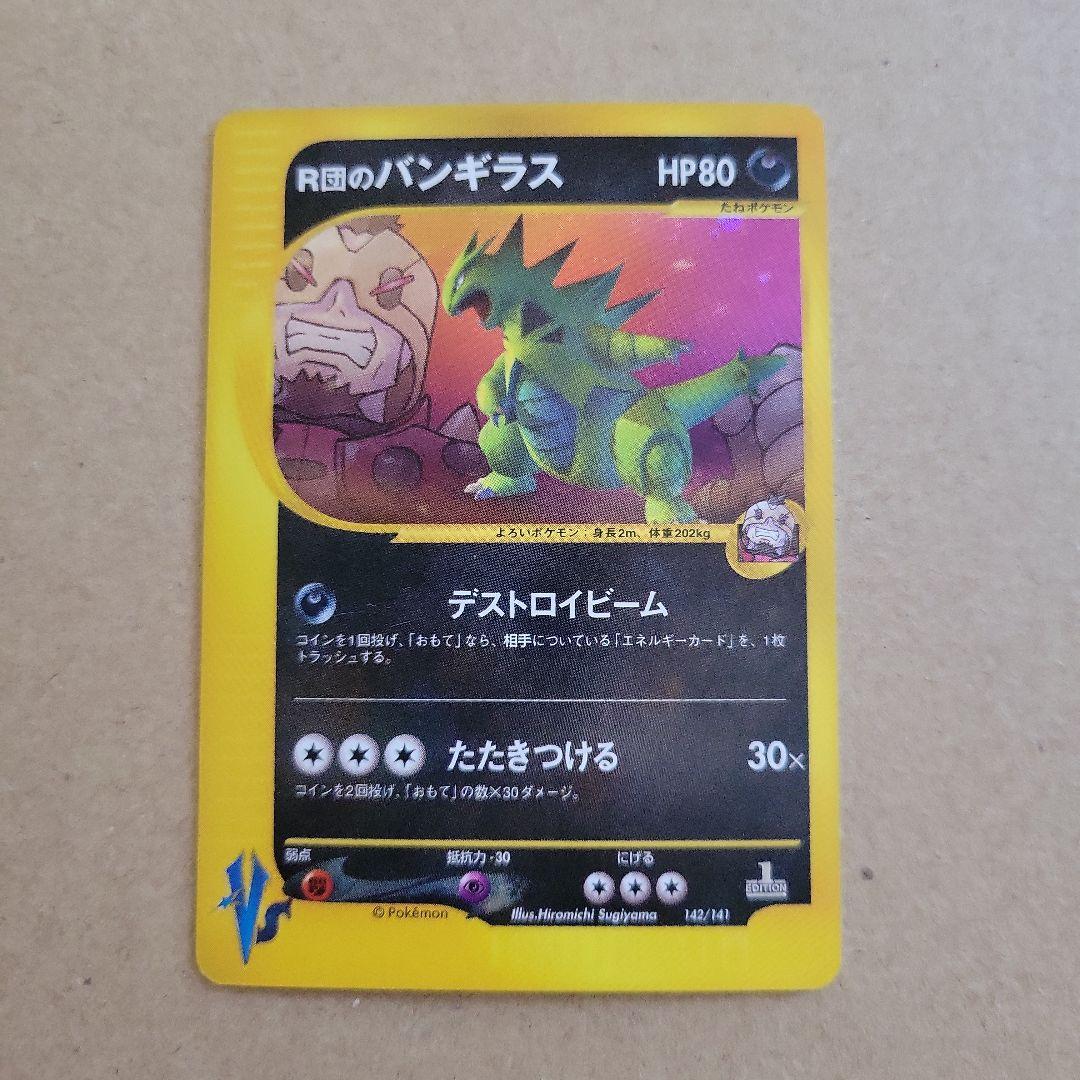 R団のバンギラス HP80
たねポケモン
よろいポケモン：身長2m、体重202kg
デストロイビーム
コインを1回投げ、「おもて」なら、相手についている「エネルギーカード」を、1枚
トラッシュする。
たたきつける 30×
コインを2回投げ、「おもて」の数×30ダメージ。
弱点 抵抗力・30 にげる
1
EDITION
VS
© Pokémon Illus.Hiromichi Sugiyama 142/141